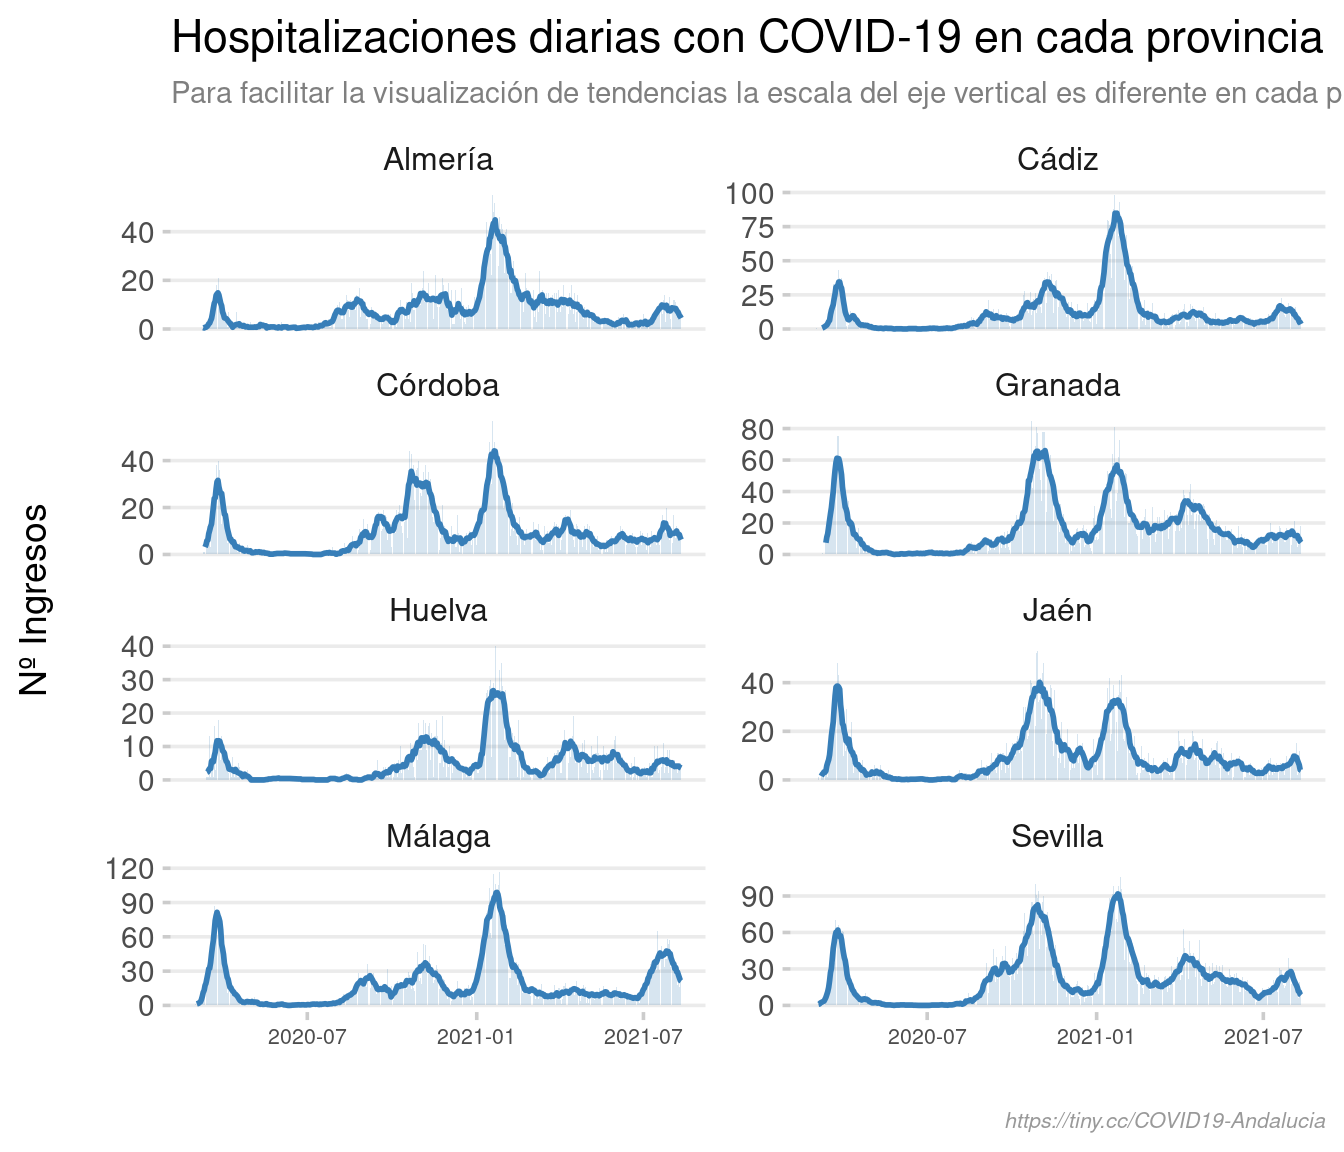 Hospitalizaciones diarias con COVID-19 en cada provincia
Para facilitar la visualización de tendencias la escala del eje vertical es diferente en cada p
Almería
Cádiz
40
20
0
100
75
50
25
0
Córdoba
Granada
40
20
0
80
60
40
20
0
Nº Ingresos
Huelva
Jaén
40
30
20
10
0
40
20
0
Málaga
Sevilla
120
90
60
30
0
90
60
30
0
2020-07 2021-01 2021-07
2020-07 2021-01 2021-07
https://tiny.cc/COVID19-Andalucia